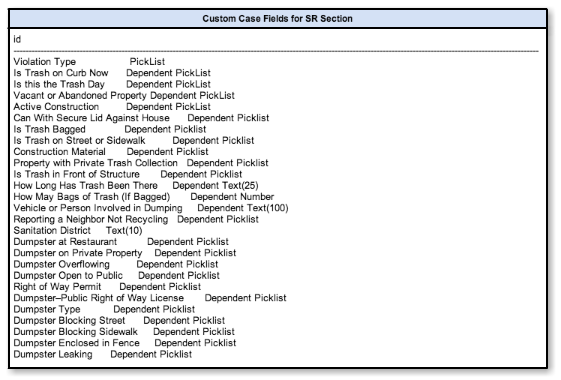 Custom Case Fields for SR Section
id
Violation Type PickList
Is Trash on Curb Now Dependent PickList
Is this the Trash Day Dependent PickList
Vacant or Abandoned Property Dependent PickList
Active Construction Dependent PickList
Can With Secure Lid Against House Dependent Picklist
Is Trash Bagged Dependent Picklist
Is Trash on Street or Sidewalk Dependent Picklist
Construction Material Dependent Picklist
Property with Private Trash Collection Dependent Picklist
Is Trash in Front of Structure Dependent Picklist
How Long Has Trash Been There Dependent Text(25)
How May Bags of Trash (If Bagged) Dependent Number
Vehicle or Person Involved in Dumping Dependent Text(100)
Reporting a Neighbor Not Recycling Dependent Picklist
Sanitation District Text(10)
Dumpster at Restaurant Dependent Picklist
Dumpster on Private Property Dependent Picklist
Dumpster Overflowing Dependent Picklist
Dumpster Open to Public Dependent Picklist
Right of Way Permit Dependent Picklist
Dumpster–Public Right of Way License Dependent Picklist
Dumpster Type Dependent Picklist
Dumpster Blocking Street Dependent Picklist
Dumpster Blocking Sidewalk Dependent Picklist
Dumpster Enclosed in Fence Dependent Picklist
Dumpster Leaking Dependent Picklist